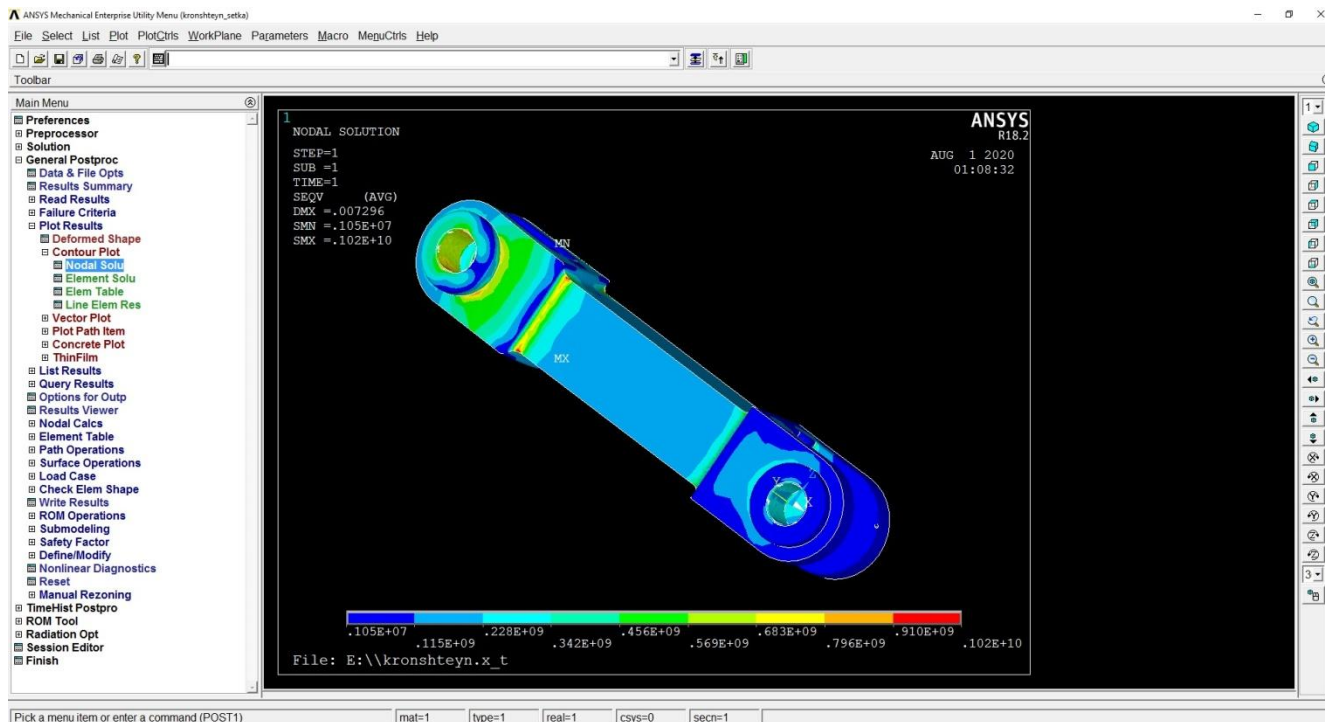 ANSYS Mechanical Enterprise Utility Menu (kronshteyn_setka)
File Select List Plot PlotCtrls WorkPlane Parameters Macro MenuCtrls Help
Toolbar
Main Menu
Preferences
Preprocessor
Solution
General Postproc
Data & File Opts
Results Summary
Read Results
Failure Criteria
Plot Results
Deformed Shape
Contour Plot
Nodal Solu
Element Solu
Elem Table
Line Elem Res
Vector Plot
Plot Path Item
Concrete Plot
ThinFilm
List Results
Query Results
Options for Outp
Results Viewer
Nodal Calcs
Element Table
Path Operations
Surface Operations
Load Case
Check Elem Shape
Write Results
ROM Operations
Submodeling
Safety Factor
Define/Modify
Nonlinear Diagnostics
Reset
Manual Rezoning
TimeHist Postpro
ROM Tool
Radiation Opt
Session Editor
Finish
1
NODAL SOLUTION
STEP=1
SUB =1
TIME=1
SEQV (AVG)
DMX =.007296
SMN =.105E+07
SMX =.102E+10
ANSYS
R18.2
AUG 1 2020
01:08:32
MN
MX
Y Z
X
.105E+07 .228E+09 .456E+09 .683E+09 .910E+09
.115E+09 .342E+09 .569E+09 .796E+09 .102E+10
File: E:\\kronshteyn.x_t
1
3
Pick a menu item or enter a command (POST1) mat=1 type=1 real=1 csys=0 secn=1